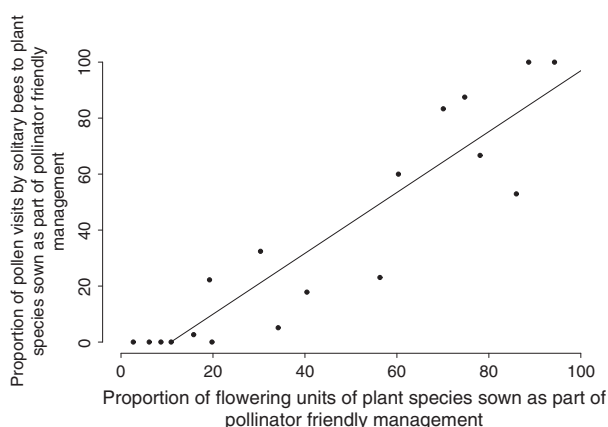 Proportion of pollen visits by solitary bees to plant
species sown as part of pollinator friendly
management
100
80
60
40
20
0
0 20 40 60 80 100
Proportion of flowering units of plant species sown as part of
pollinator friendly management